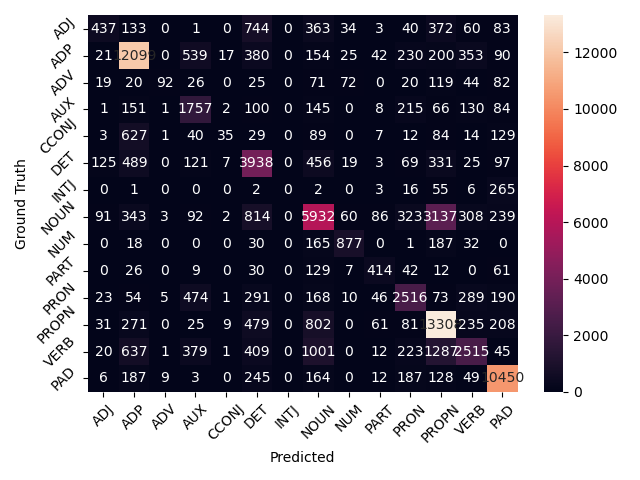 ADJ 437 133 0 1 0 744 0 363 34 3 40 372 60 83
ADP 21 12099 0 539 17 380 0 154 25 42 230 200 353 90
ADV 19 20 92 26 0 25 0 71 72 0 20 119 44 82
AUX 1 151 1 1757 2 100 0 145 0 8 215 66 130 84
CCONJ 3 627 1 40 35 29 0 89 0 7 12 84 14 129
DET 125 489 0 121 7 3938 0 456 19 3 69 331 25 97
INTJ 0 1 0 0 0 2 0 2 0 3 16 55 6 265
NOUN 91 343 3 92 2 814 0 5932 60 86 323 3137 308 239
NUM 0 18 0 0 0 30 0 165 877 0 1 187 32 0
PART 0 26 0 9 0 30 0 129 7 414 42 12 0 61
PRON 23 54 5 474 1 291 0 168 10 46 2516 73 289 190
PROPN 31 271 0 25 9 479 0 802 0 61 81 13308 235 208
VERB 20 637 1 379 1 409 0 1001 0 12 223 1287 2515 45
PAD 6 187 9 3 0 245 0 164 0 12 187 128 49 10450
ADJ ADP ADV AUX CCONJ DET INTJ NOUN NUM PART PRON PROPN VERB PAD
Predicted
Ground Truth
12000
10000
8000
6000
4000
2000
0